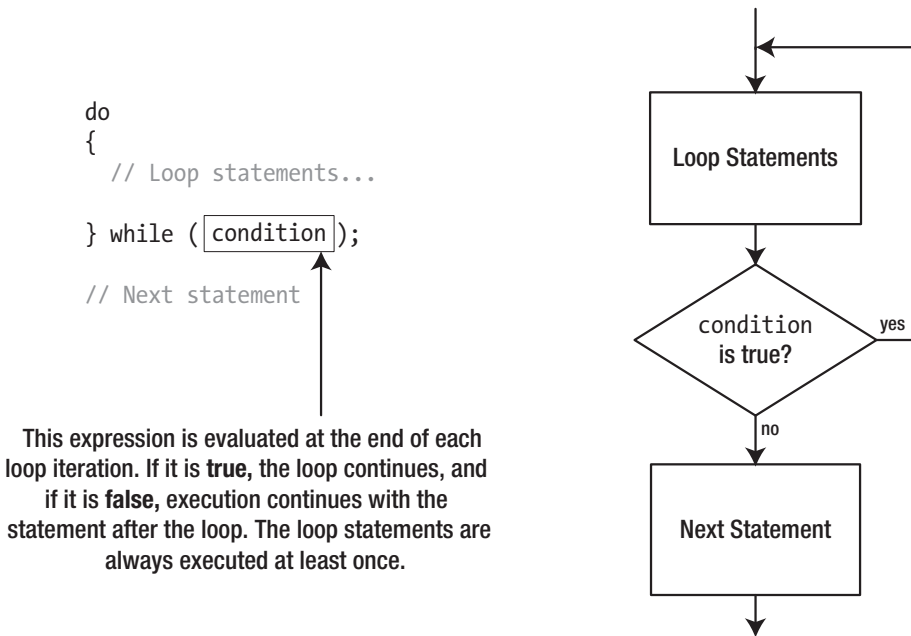 do
{
// Loop statements...
} while ( condition );
// Next statement
This expression is evaluated at the end of each
loop iteration. If it is true, the loop continues, and
if it is false, execution continues with the
statement after the loop. The loop statements are
always executed at least once.
Loop Statements
condition
is true?
yes
no
Next Statement